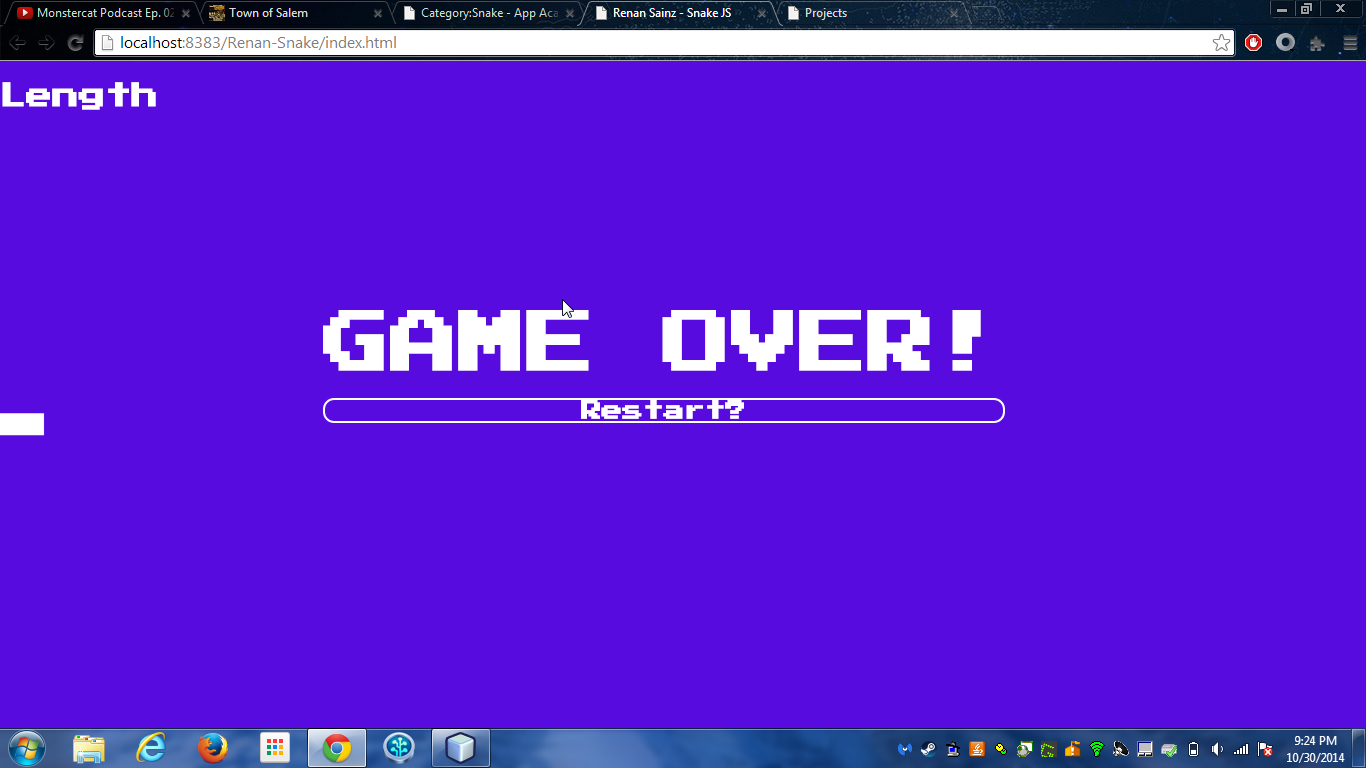 Monstercat Podcast Ep. 02
Town of Salem
Category:Snake - App Aca
Renan Sainz - Snake JS
Projects
localhost:8383/Renan-Snake/index.html
Length
GAME OVER!
Restart?
9:24 PM
10/30/2014